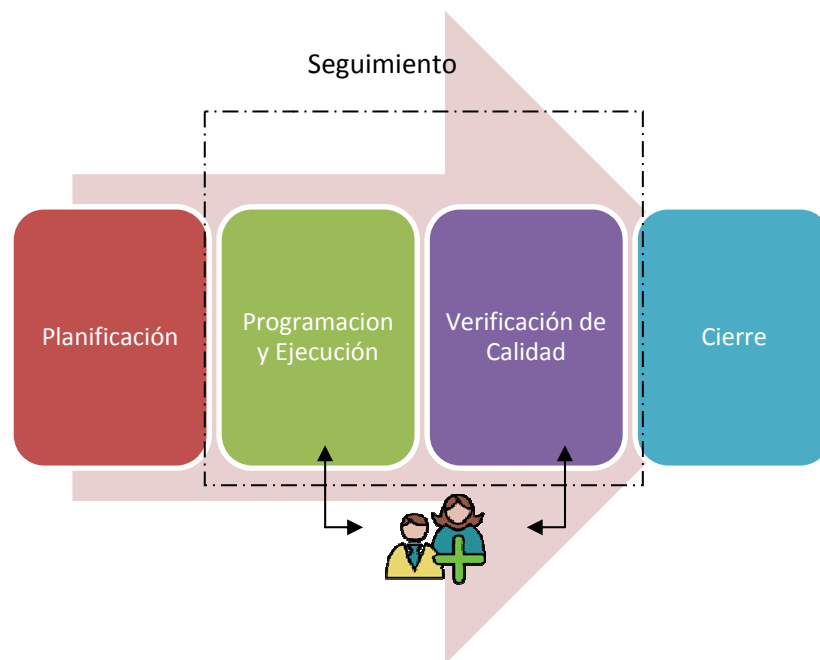 Seguimiento
Planificación
Programacion
y Ejecución
Verificación de
Calidad
Cierre